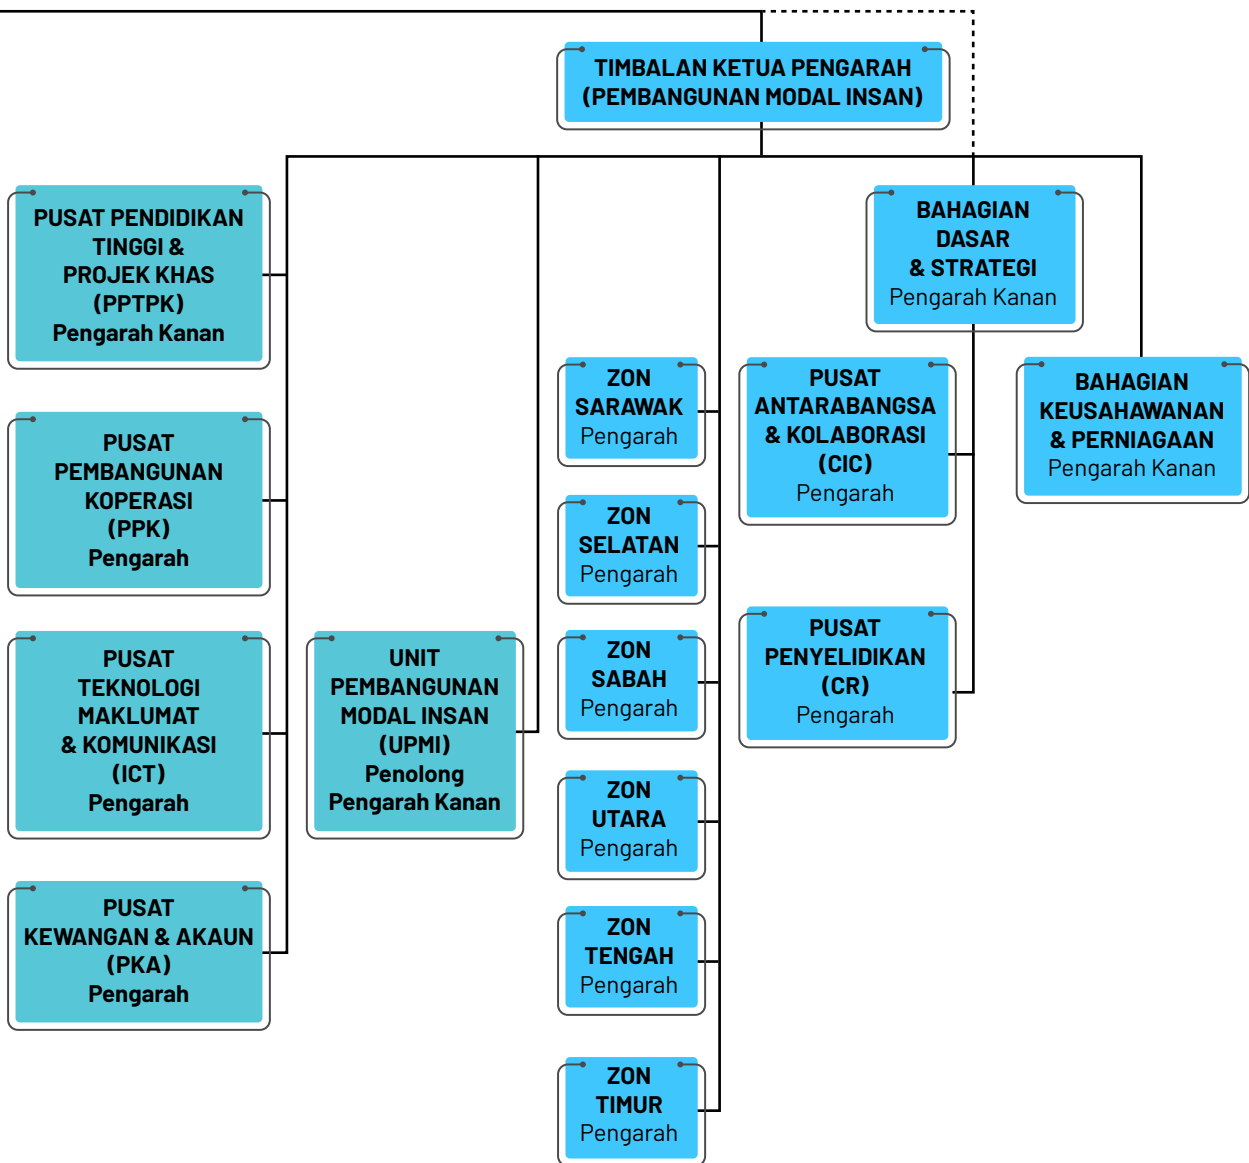 TIMBALAN KETUA PENGARAH
(PEMBANGUNAN MODAL INSAN)
PUSAT PENDIDIKAN
TINGGI &
PROJEK KHAS
(PPTPK)
Pengarah Kanan
PUSAT
PEMBANGUNAN
KOPERASI
(PPK)
Pengarah
PUSAT
TEKNOLOGI
MAKLUMAT
& KOMUNIKASI
(ICT)
Pengarah
PUSAT
KEWANGAN & AKAUN
(PKA)
Pengarah
UNIT
PEMBANGUNAN
MODAL INSAN
(UPMI)
Penolong
Pengarah Kanan
ZON
SARAWAK
Pengarah
ZON
SELATAN
Pengarah
ZON
SABAH
Pengarah
ZON
UTARA
Pengarah
ZON
TENGAH
Pengarah
ZON
TIMUR
Pengarah
BAHAGIAN
DASAR
& STRATEGI
Pengarah Kanan
PUSAT
ANTARABANGSA
& KOLABORASI
(CIC)
Pengarah
PUSAT
PENYELIDIKAN
(CR)
Pengarah
BAHAGIAN
KEUSAHAWANAN
& PERNIAGAAN
Pengarah Kanan